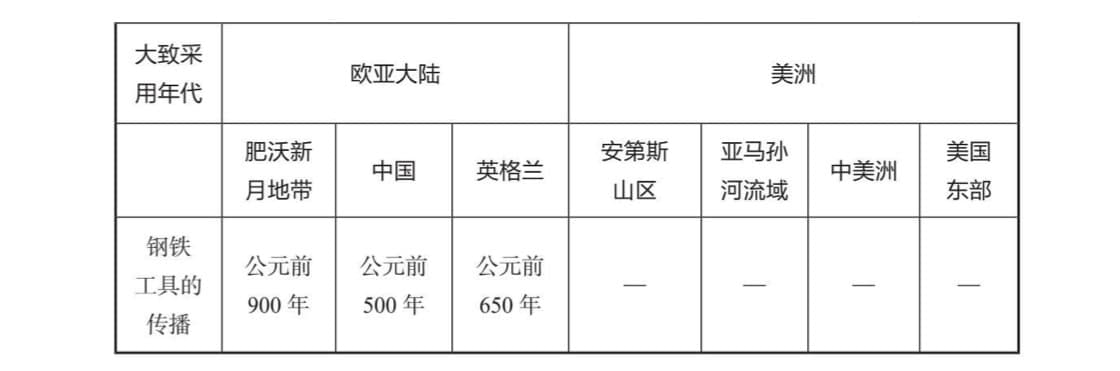 大致采
用年代
欧亚大陆
美洲
肥沃新
月地带
中国
英格兰
安第斯
山区
亚马孙
河流域
中美洲
美国
东部
钢铁
工具的
传播
公元前
900 年
公元前
500 年
公元前
650 年
—
—
—
—